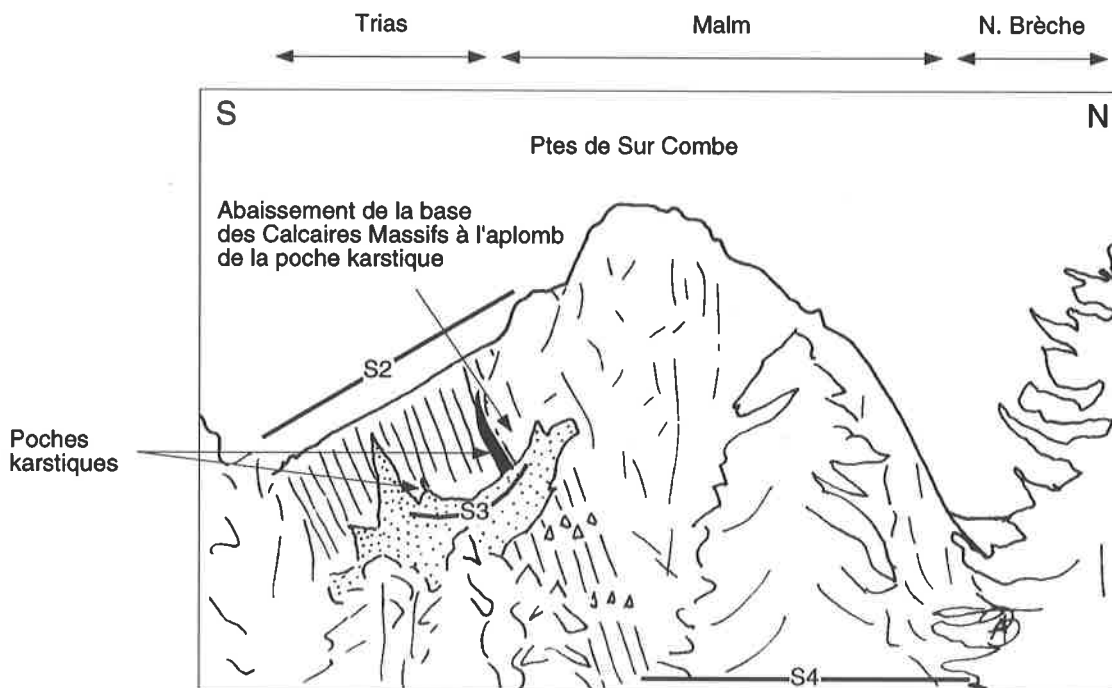 Trias
Malm
N. Brèche
S
N
Ptes de Sur Combe
Abaissement de la base
des Calcaires Massifs à l'aplomb
de la poche karstique
S2
Poches
karstiques
S3
S4